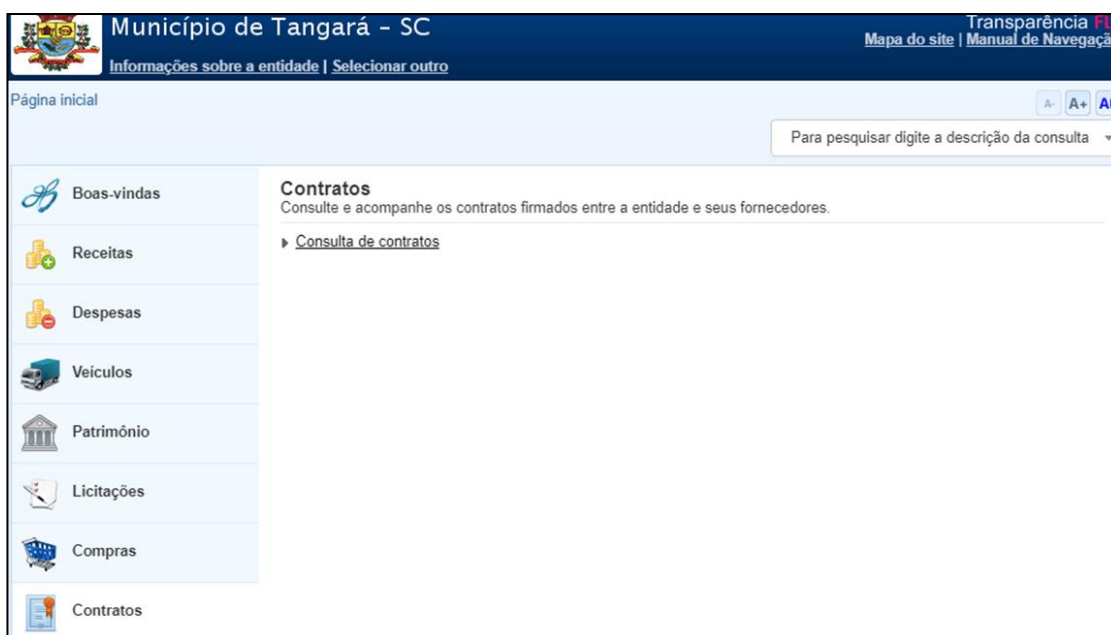 Município de Tangará - SC
Transparência
Mapa do site | Manual de
Informações sobre a entidade | Selecionar outro
Página inicial
A- A+
Para pesquisar digite a descrição da consulta
Boas-vindas
Contratos
Consulte e acompanhe os contratos firmados entre a entidade e seus fornecedores.
Consulta de contratos
Receitas
Despesas
Veículos
Patrimônio
Licitações
Compras
Contratos